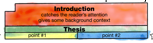 Introduction
catches the reader's attention
gives some background context
Thesis
point #1 point #2